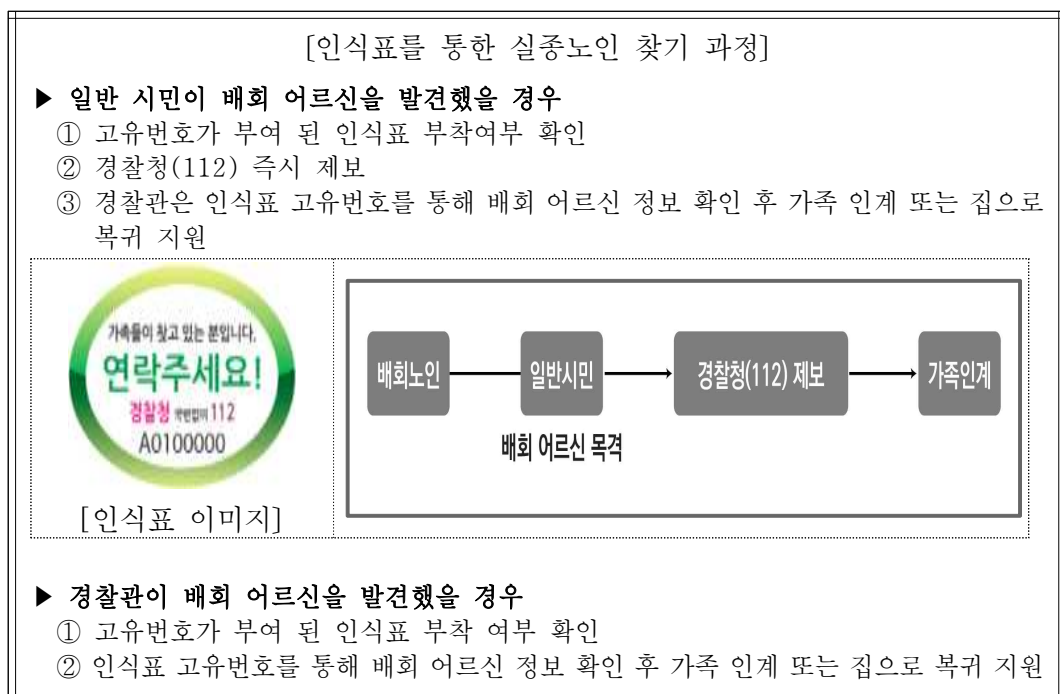 [인식표를 통한 실종노인 찾기 과정]
▶ 일반 시민이 배회 어르신을 발견했을 경우
① 고유번호가 부여 된 인식표 부착여부 확인
② 경찰청(112) 즉시 제보
③ 경찰관은 인식표 고유번호를 통해 배회 어르신 정보 확인 후 가족 인계 또는 집으로
복귀 지원
가족들이 찾고 있는 분입니다.
연락주세요!
경찰청 국번없이 112
A0100000
[인식표 이미지]
배회노인 일반시민 경찰청(112) 제보 가족인계
배회 어르신 목격
▶ 경찰관이 배회 어르신을 발견했을 경우
① 고유번호가 부여 된 인식표 부착 여부 확인
② 인식표 고유번호를 통해 배회 어르신 정보 확인 후 가족 인계 또는 집으로 복귀 지원